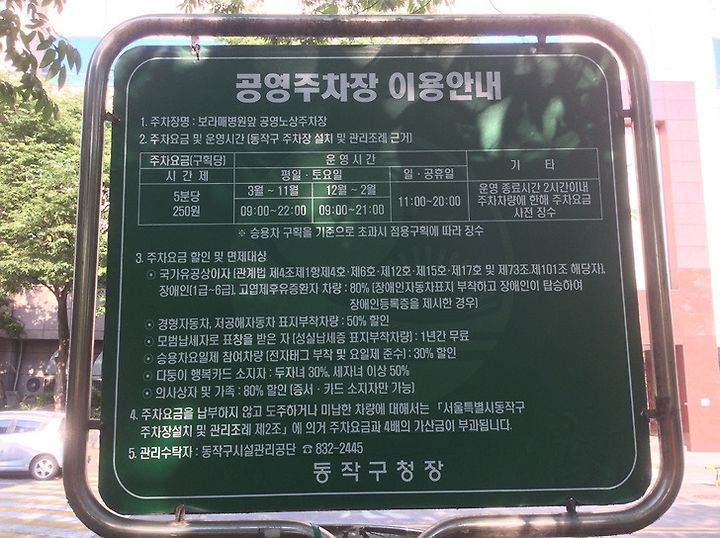 공영주차장 이용안내
1. 주차장명 : 보라매병원앞 공영노상주차장
2. 주차요금 및 운영시간 (동작구 주차장 설치 및 관리조례 근거)
주차요금(구획당) 운 영 시 간 기 타
시 간 제 평일 · 토요일 일 · 공휴일
3월 ~ 11월 12월 ~ 2월
5분당 250원 09:00~22:00 09:00~21:00 11:00~20:00 운영 종료시간 2시간이내 주차차량에 한해 주차요금 사전 징수
※ 승용차 구획을 기준으로 초과시 점용구획에 따라 징수
3. 주차요금 할인 및 면제대상
⊙ 국가유공상이자 (관계법 제4조제1항제4호·제6호·제12호·제15호·제17호 및 제73조.제101조 해당자),
장애인(1급~6급), 고엽제후유증환자 차량 : 80% (장애인자동차표지 부착하고 장애인이 탑승하여
장애인등록증을 제시한 경우)
⊙ 경형자동차, 저공해자동차 표지부착차량 : 50% 할인
⊙ 모범납세자로 표창을 받은 자 (성실납세증 표지부착차량) : 1년간 무료
⊙ 승용차요일제 참여차량 (전자태그 부착 및 요일제 준수) : 30% 할인
⊙ 다둥이 행복카드 소지자 : 두자녀 30%, 세자녀 이상 50%
⊙ 의사상자 및 가족 : 80% 할인 (증서 · 카드 소지자만 가능)
4. 주차요금을 납부하지 않고 도주하거나 미납한 차량에 대해서는 「서울특별시동작구
주차장설치 및 관리조례 제2조」에 의거 주차요금과 4배의 가산금이 부과됩니다.
5. 관리수탁자 : 동작구시설관리공단 ☎ 832-2445
동 작 구 청 장